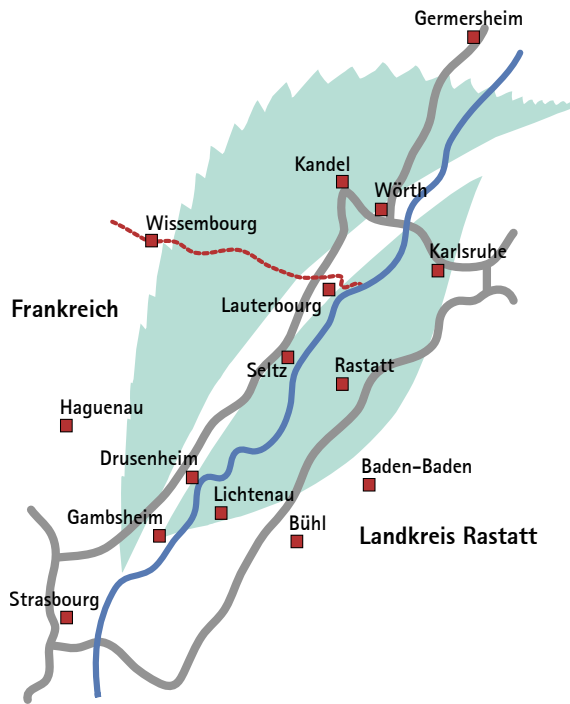 Germersheim
Kandel
Wörth
Wissembourg
Karlsruhe
Lauterbourg
Frankreich
Seltz
Rastatt
Haguenau
Drusenheim
Baden-Baden
Lichtenau
Gambsheim
Bühl
Landkreis Rastatt
Strasbourg